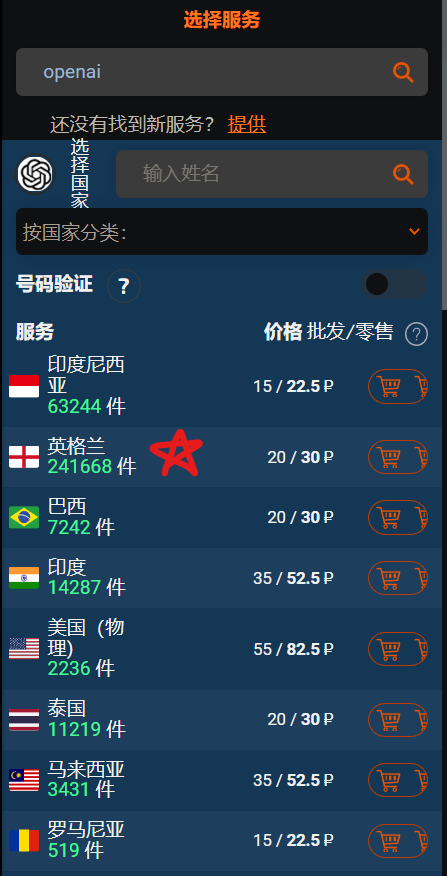 选择服务
openai
还没有找到新服务? 提供
选择国家
输入姓名
按国家分类:
号码验证 ?
服务 价格 批发/零售 ?
印度尼西亚
63244 件
15 / 22.5 ₽
英格兰
241668 件
20 / 30 ₽
巴西
7242 件
20 / 30 ₽
印度
14287 件
35 / 52.5 ₽
美国（物理)
2236 件
55 / 82.5 ₽
泰国
11219 件
20 / 30 ₽
马来西亚
3431 件
35 / 52.5 ₽
罗马尼亚
519 件
15 / 22.5 ₽